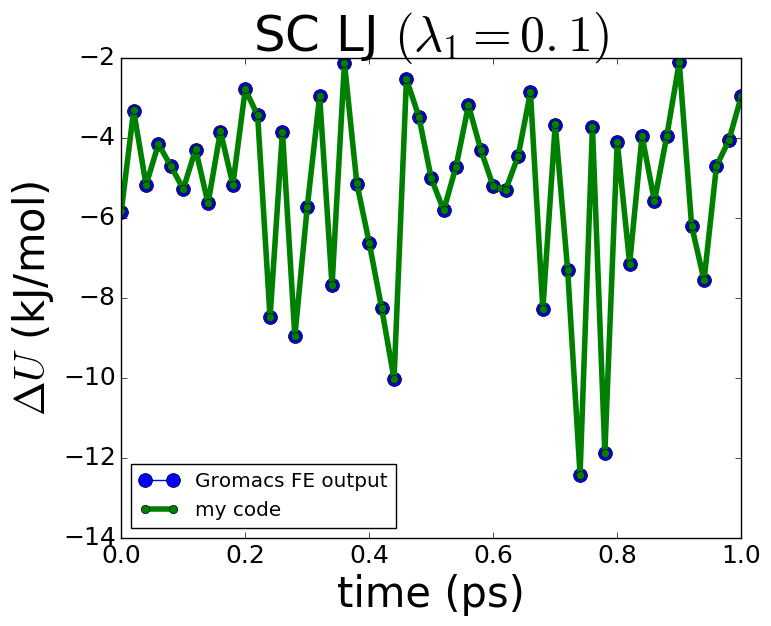 SC LJ (λ₁ = 0.1)
−2
−4
−6
−8
−10
−12
−14
ΔU (kJ/mol)
Gromacs FE output
my code
0.0 0.2 0.4 0.6 0.8 1.0
time (ps)